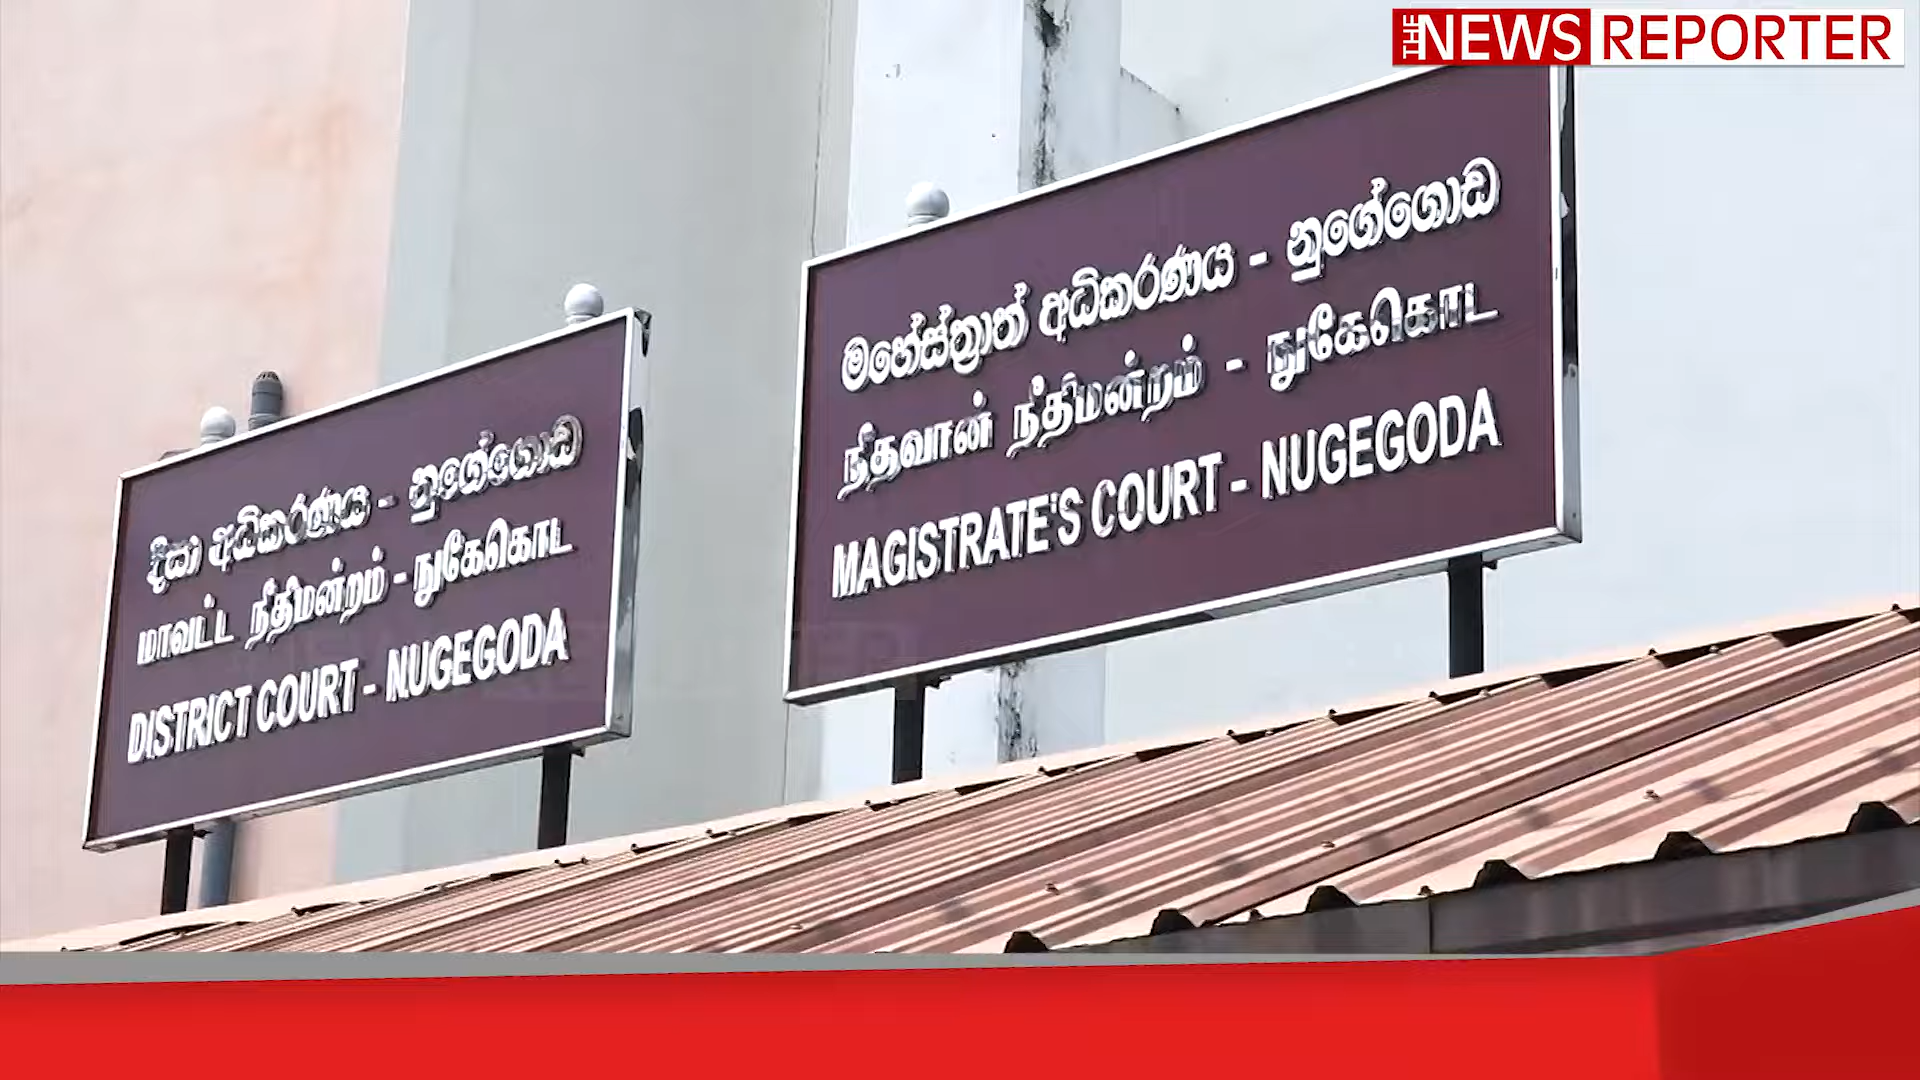 THE NEWS REPORTER
දිසා අධිකරණය - නුගේගොඩ
மாவட்ட நீதிமன்றம் - நுகேகொட
DISTRICT COURT - NUGEGODA
මහේස්ත්‍රාත් අධිකරණය - නුගේගොඩ
நீதவான் நீதிமன்றம் - நுகேகொட
MAGISTRATE'S COURT - NUGEGODA